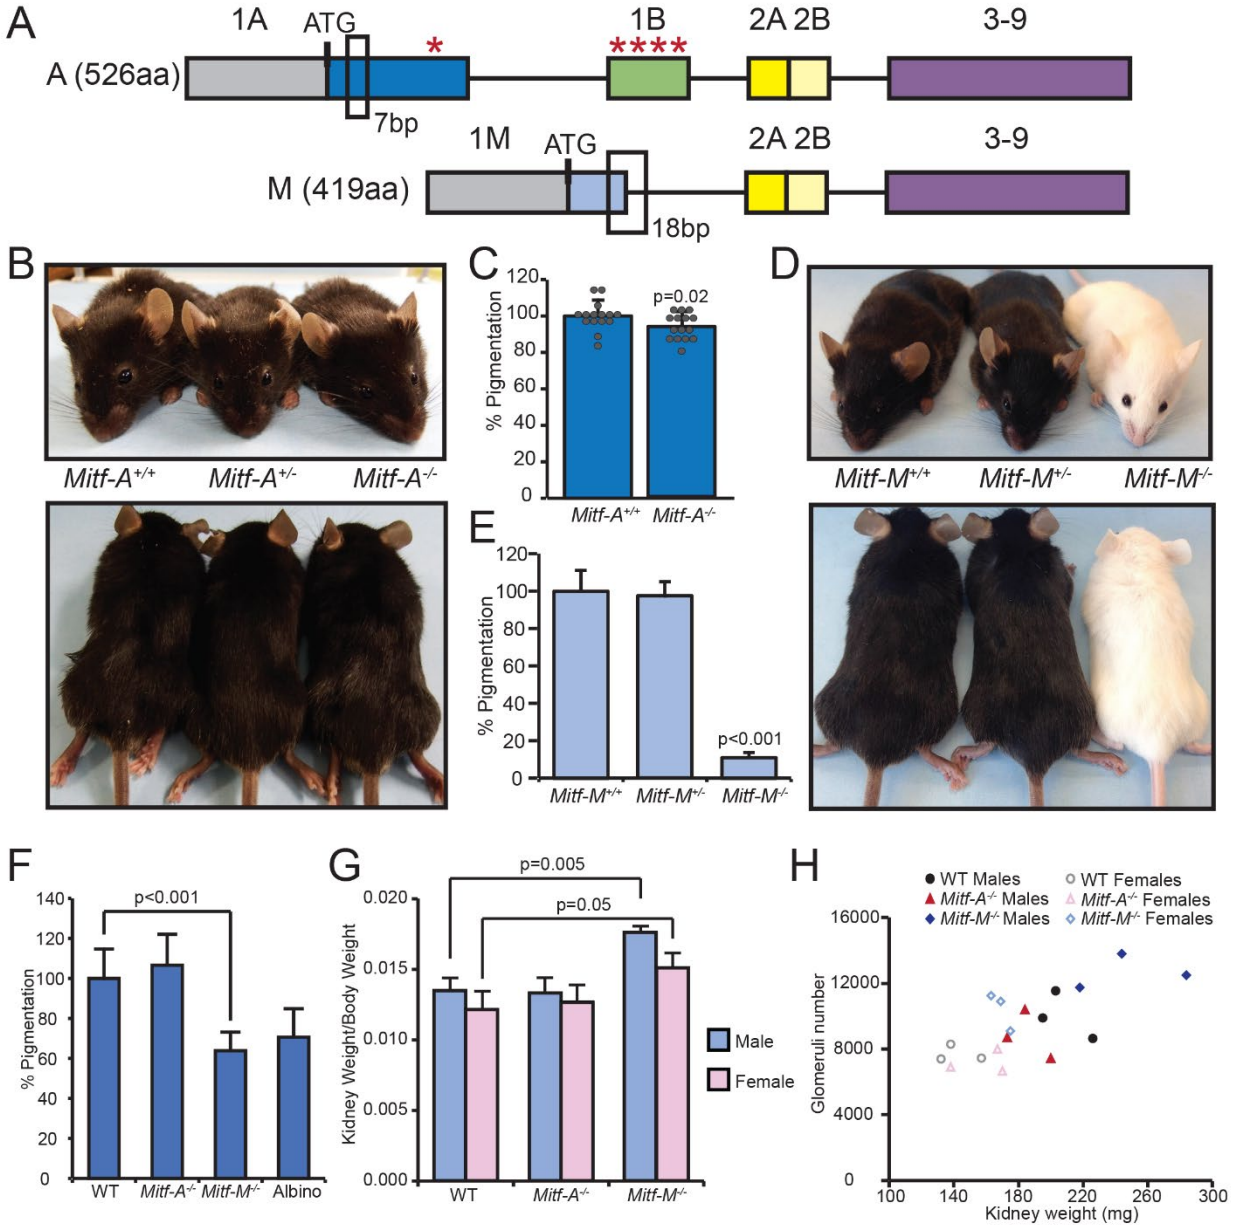 A
1A ATG * 1B **** 2A 2B 3-9
A (526aa)
7bp
1M ATG 2A 2B 3-9
M (419aa)
18bp
B
Mitf-A+/+ Mitf-A+/- Mitf-A-/-
C
% Pigmentation
120
100
80
60
40
20
0
p=0.02
Mitf-A+/+ Mitf-A-/-
D
Mitf-M+/+ Mitf-M+/- Mitf-M-/-
E
% Pigmentation
120
100
80
60
40
20
0
p<0.001
Mitf-M+/+ Mitf-M+/- Mitf-M-/-
F
% Pigmentation
140
120
100
80
60
40
20
0
p<0.001
WT Mitf-A-/- Mitf-M-/- Albino
G
Kidney Weight/Body Weight
0.020
0.015
0.010
0.005
0.000
p=0.005
p=0.05
WT Mitf-A-/- Mitf-M-/-
Male
Female
H
WT Males WT Females
Mitf-A-/- Males Mitf-A-/- Females
Mitf-M-/- Males Mitf-M-/- Females
Glomeruli number
16000
12000
8000
4000
0
100 140 180 220 260 300
Kidney weight (mg)